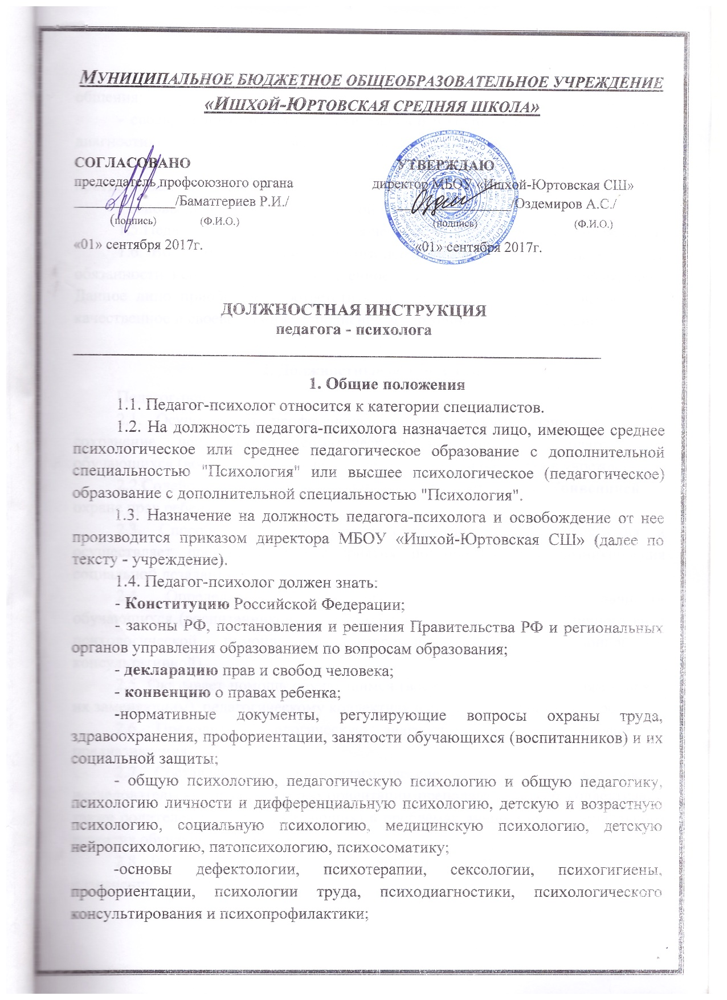 МУНИЦИПАЛЬНОЕ БЮДЖЕТНОЕ ОБЩЕОБРАЗОВАТЕЛЬНОЕ УЧРЕЖДЕНИЕ
«ИШХОЙ-ЮРТОВСКАЯ СРЕДНЯЯ ШКОЛА»
СОГЛАСОВАНО УТВЕРЖДАЮ
председатель профсоюзного органа директор МБОУ «Ишхой-Юртовская СШ»
/Баматгериев Р.И./ /Оздемиров А.С./
(подпись) (Ф.И.О.) (подпись) (Ф.И.О.)
«01» сентября 2017г. «01» сентября 2017г.
ДОЛЖНОСТНАЯ ИНСТРУКЦИЯ
педагога - психолога
1. Общие положения
1.1. Педагог-психолог относится к категории специалистов.
1.2. На должность педагога-психолога назначается лицо, имеющее среднее
психологическое или среднее педагогическое образование с дополнительной
специальностью "Психология" или высшее психологическое (педагогическое)
образование с дополнительной специальностью "Психология".
1.3. Назначение на должность педагога-психолога и освобождение от нее
производится приказом директора МБОУ «Ишхой-Юртовская СШ» (далее по
тексту - учреждение).
1.4. Педагог-психолог должен знать:
- Конституцию Российской Федерации;
- законы РФ, постановления и решения Правительства РФ и региональных
органов управления образованием по вопросам образования;
- декларацию прав и свобод человека;
- конвенцию о правах ребенка;
-нормативные документы, регулирующие вопросы охраны труда,
здравоохранения, профориентации, занятости обучающихся (воспитанников) и их
социальной защиты;
- общую психологию, педагогическую психологию и общую педагогику,
психологию личности и дифференциальную психологию, детскую и возрастную
психологию, социальную психологию, медицинскую психологию, детскую
нейропсихологию, патопсихологию, психосоматику;
-основы дефектологии, психотерапии, сексологии, психогигиены,
профориентации, психологии труда, психодиагностики, психологического
консультирования и психопрофилактики;